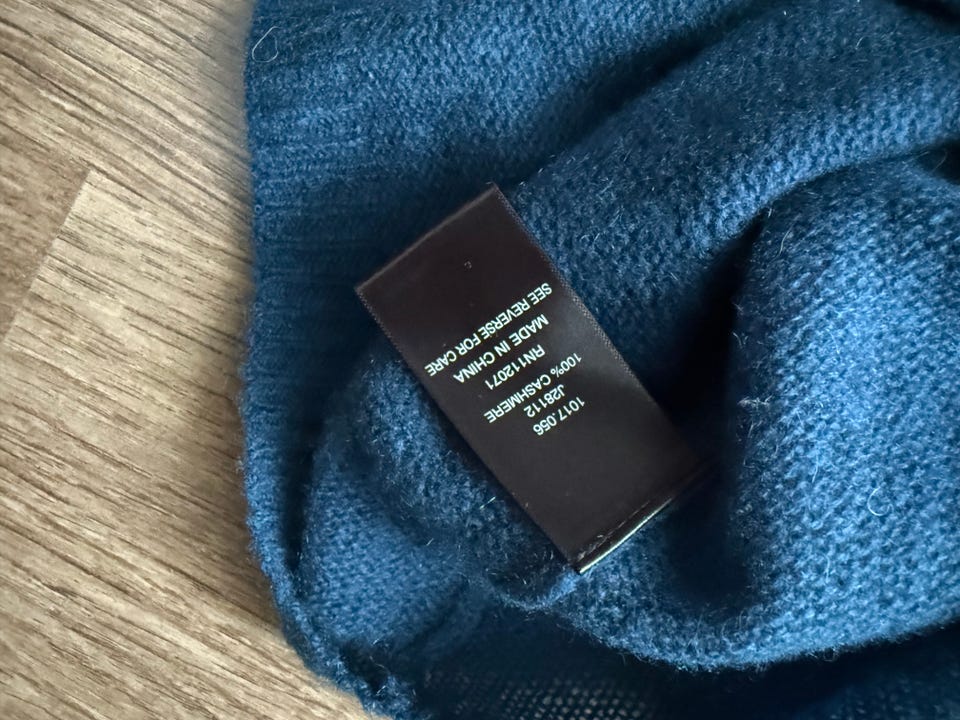 1017.056
J28112
100% CASHMERE
RN112071
MADE IN CHINA
SEE REVERSE FOR CARE